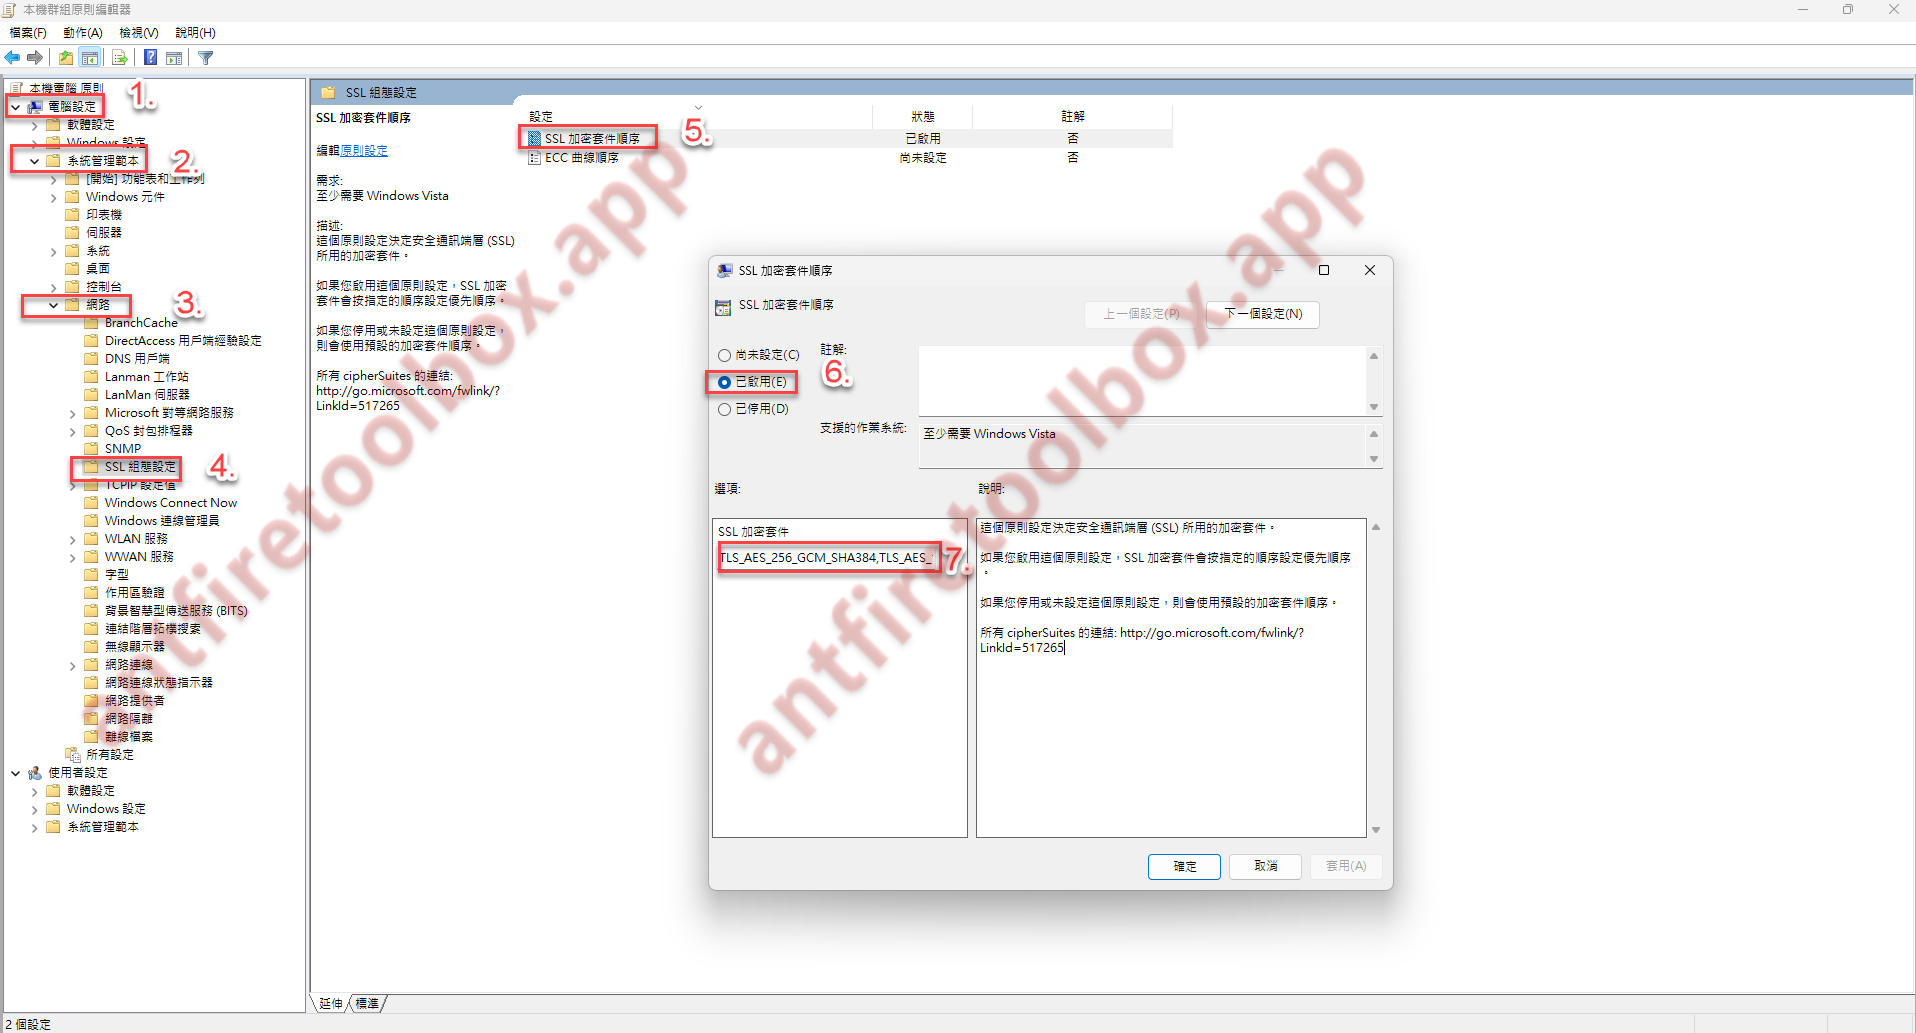 本機群組原則編輯器
檔案(F) 動作(A) 檢視(V) 說明(H)
本機電腦 原則
1.
電腦設定
軟體設定
Windows 設定
系統管理範本
2.
[開始] 功能表和工作列
Windows 元件
印表機
伺服器
系統
桌面
控制台
網路
3.
BranchCache
DirectAccess 用戶端經驗設定
DNS 用戶端
Lanman 工作站
LanMan 伺服器
Microsoft 對等網路服務
QoS 封包排程器
SNMP
SSL 組態設定
4.
TCPIP 設定值
Windows Connect Now
Windows 連線管理員
WLAN 服務
WWAN 服務
字型
作用區驗證
背景智慧型傳送服務 (BITS)
連結階層拓樸搜索
無線顯示器
網路連線
網路連線狀態指示器
網路提供者
網路隔離
離線檔案
所有設定
使用者設定
軟體設定
Windows 設定
系統管理範本
SSL 組態設定
SSL 加密套件順序
編輯原則設定
需求:
至少需要 Windows Vista
描述:
這個原則設定決定安全通訊端層 (SSL)
所用的加密套件。
如果您啟用這個原則設定，SSL 加密
套件會按指定的順序設定優先順序。
如果您停用或未設定這個原則設定，
則會使用預設的加密套件順序。
所有 cipherSuites 的連結:
http://go.microsoft.com/fwlink/?
LinkId=517265
設定 狀態 註解
SSL 加密套件順序 已啟用 否
5.
ECC 曲線順序 尚未設定 否
SSL 加密套件順序
SSL 加密套件順序
上一個設定(P) 下一個設定(N)
尚未設定(C) 註解:
已啟用(E)
6.
已停用(D)
支援的作業系統: 至少需要 Windows Vista
選項: 說明:
SSL 加密套件
TLS_AES_256_GCM_SHA384,TLS_AES_
7.
這個原則設定決定安全通訊端層 (SSL) 所用的加密套件。
如果您啟用這個原則設定，SSL 加密套件會按指定的順序設定優先順序
。
如果您停用或未設定這個原則設定，則會使用預設的加密套件順序。
所有 cipherSuites 的連結: http://go.microsoft.com/fwlink/?
LinkId=517265
確定 取消 套用(A)
延伸 標準
2 個設定
antfiretoolbox.app
antfiretoolbox.app